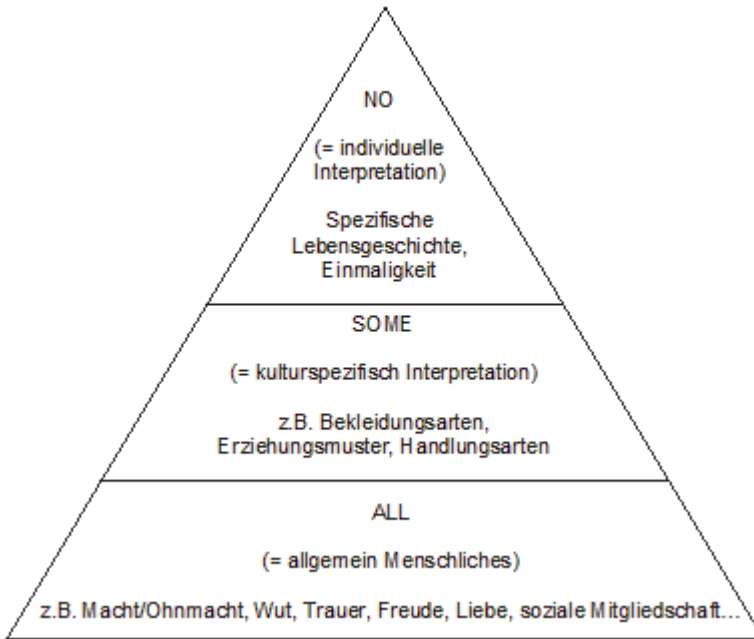 NO
(= individuelle
Interpretation)
Spezifische
Lebensgeschichte,
Einmaligkeit
SOME
(= kulturspezifisch Interpretation)
z.B. Bekleidungsarten,
Erziehungsmuster, Handlungsarten
ALL
(= allgemein Menschliches)
z.B. Macht/Ohnmacht, Wut, Trauer, Freude, Liebe, soziale Mitgliedschaft…